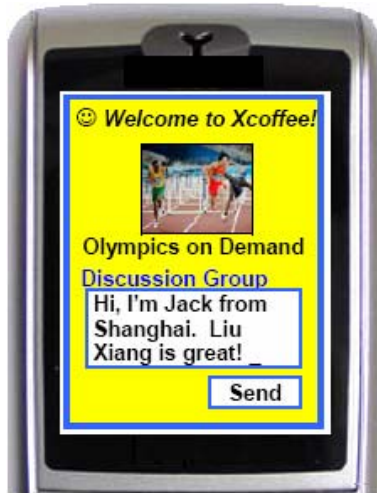 ☺ Welcome to Xcoffee!
Olympics on Demand
Discussion Group
Hi, I'm Jack from
Shanghai.  Liu
Xiang is great! _
Send